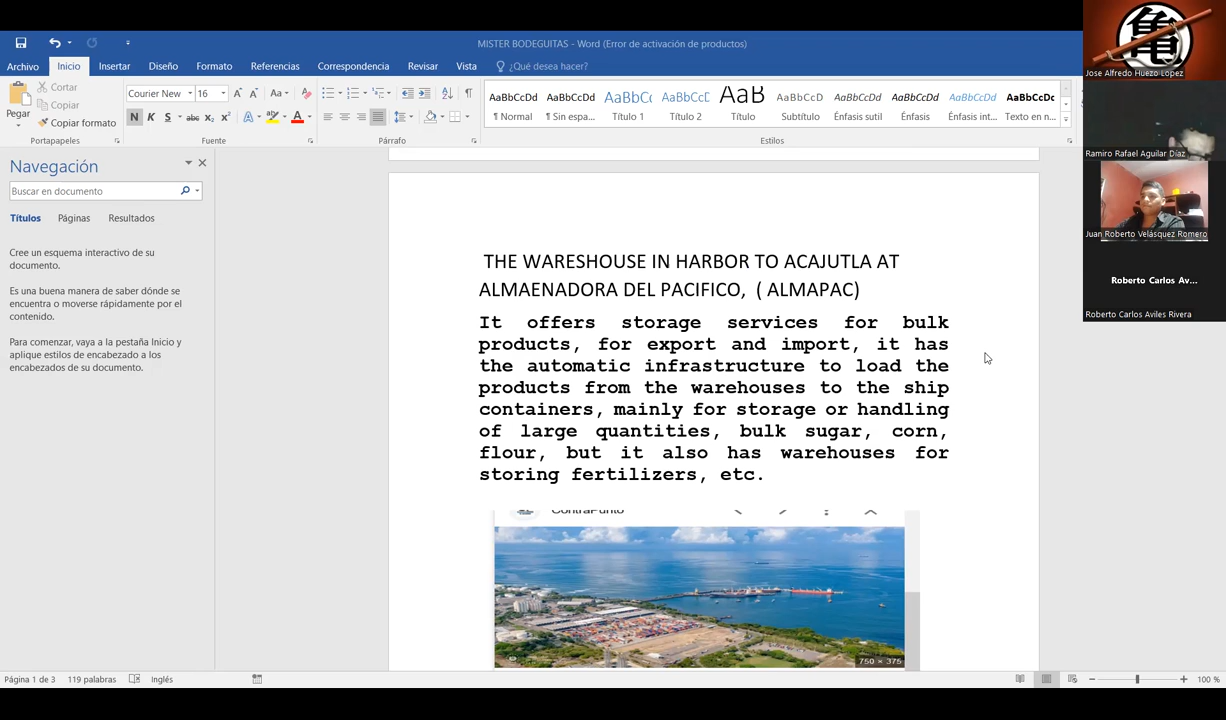 MISTER BODEGUITAS - Word (Error de activación de productos)
Archivo Inicio Insertar Diseño Formato Referencias Correspondencia Revisar Vista ¿Qué desea hacer?
Pegar
Cortar
Copiar
Copiar formato
Portapapeles
Courier New 16
N K S abc x₂ x²
Fuente
Párrafo
AaBbCcDd AaBbCcDd AaBbCc AaBbCcD AaB AaBbCcD AaBbCcDd AaBbCcDd AaBbCcDd AaBbCcDc
¶ Normal ¶ Sin espa... Título 1 Título 2 Título Subtítulo Énfasis sutil Énfasis Énfasis int... Texto en n...
Estilos
Navegación
Buscar en documento
Títulos Páginas Resultados
Cree un esquema interactivo de su
documento.
Es una buena manera de saber dónde se
encuentra o moverse rápidamente por el
contenido.
Para comenzar, vaya a la pestaña Inicio y
aplique estilos de encabezado a los
encabezados de su documento.
THE WARESHOUSE IN HARBOR TO ACAJUTLA AT
ALMAENADORA DEL PACIFICO, ( ALMAPAC)
It offers storage services for bulk
products, for export and import, it has
the automatic infrastructure to load the
products from the warehouses to the ship
containers, mainly for storage or handling
of large quantities, bulk sugar, corn,
flour, but it also has warehouses for
storing fertilizers, etc.
ContraPunto
750 × 375
亀
Jose Alfredo Huezo Lopez
Ramiro Rafael Aguilar Díaz
Juan Roberto Velásquez Romero
Roberto Carlos Av...
Roberto Carlos Aviles Rivera
Página 1 de 3 119 palabras Inglés
100 %